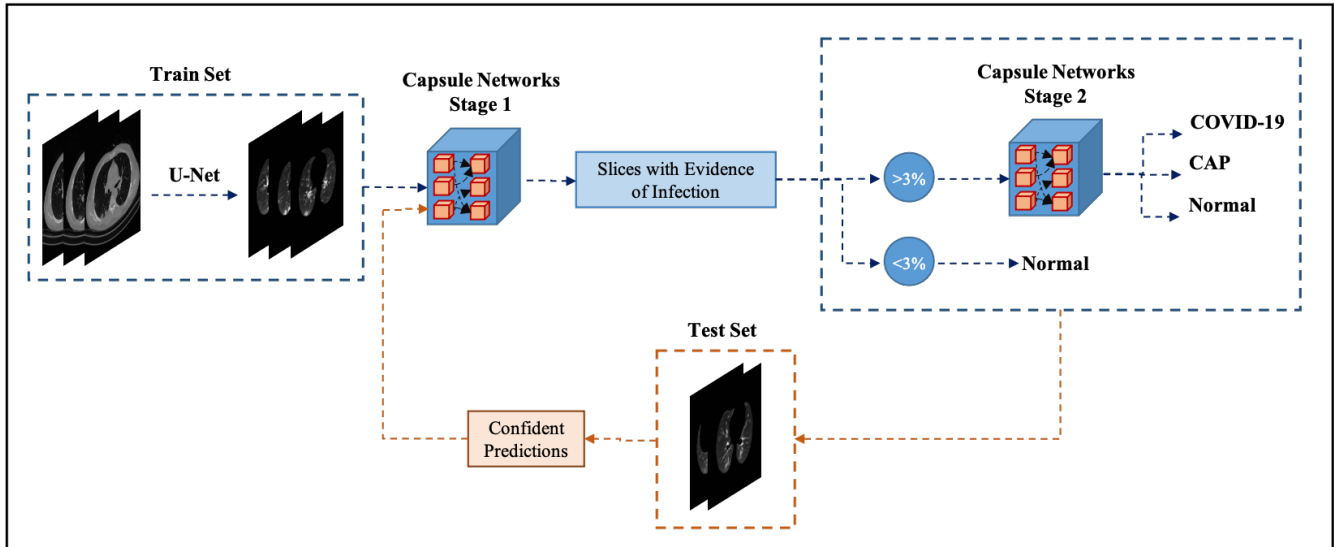 Train Set
U-Net
Capsule Networks
Stage 1
Slices with Evidence
of Infection
>3%
<3%
Normal
Capsule Networks
Stage 2
COVID-19
CAP
Normal
Test Set
Confident
Predictions